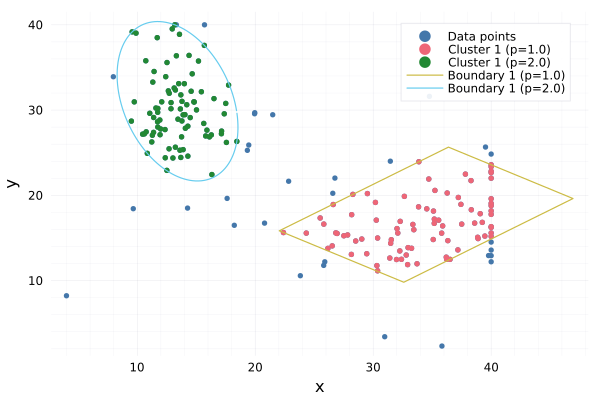 40
30
20
10
y
10
20
30
40
x
Data points
Cluster 1 (p=1.0)
Cluster 1 (p=2.0)
Boundary 1 (p=1.0)
Boundary 1 (p=2.0)